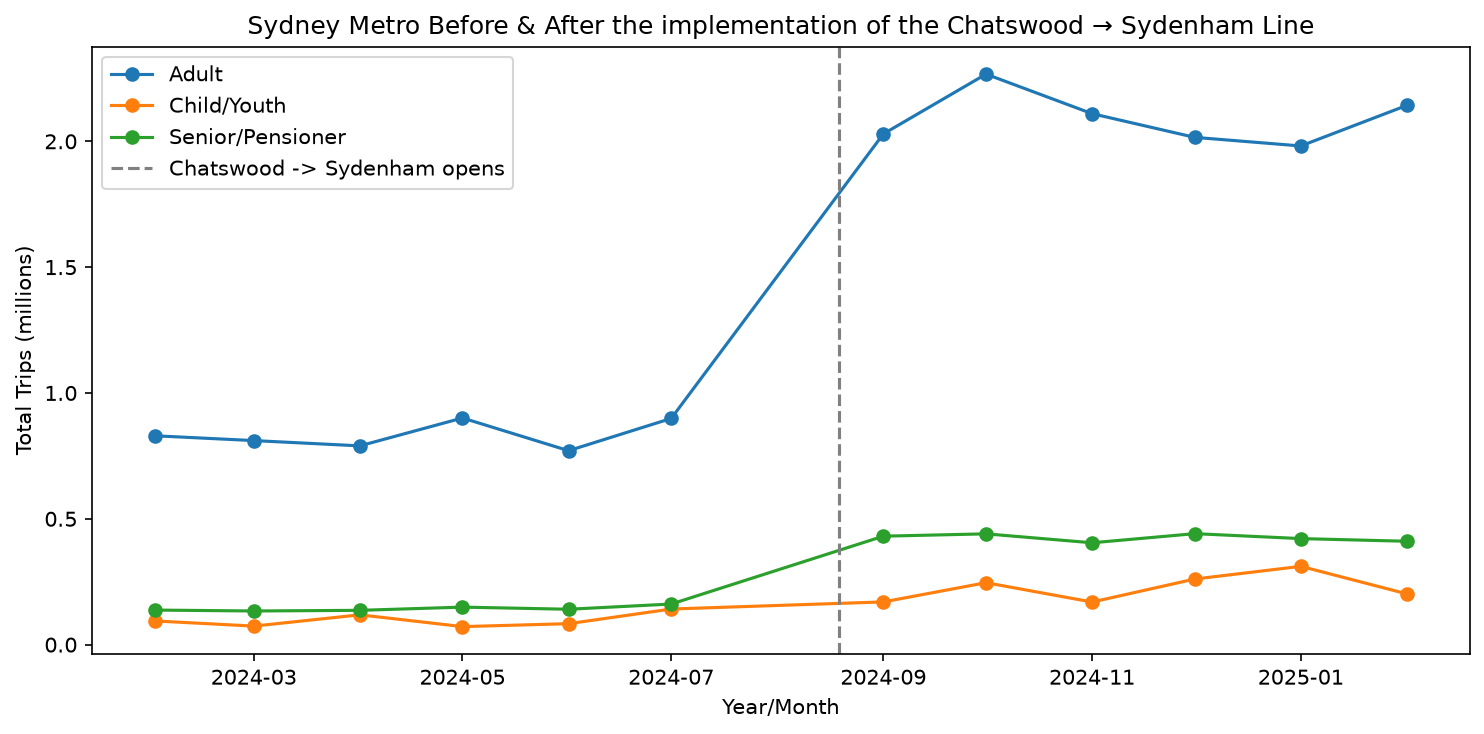 Sydney Metro Before & After the implementation of the Chatswood → Sydenham Line
Adult
Child/Youth
Senior/Pensioner
Chatswood -> Sydenham opens
Total Trips (millions)
2.0
1.5
1.0
0.5
0.0
2024-03 2024-05 2024-07 2024-09 2024-11 2025-01
Year/Month